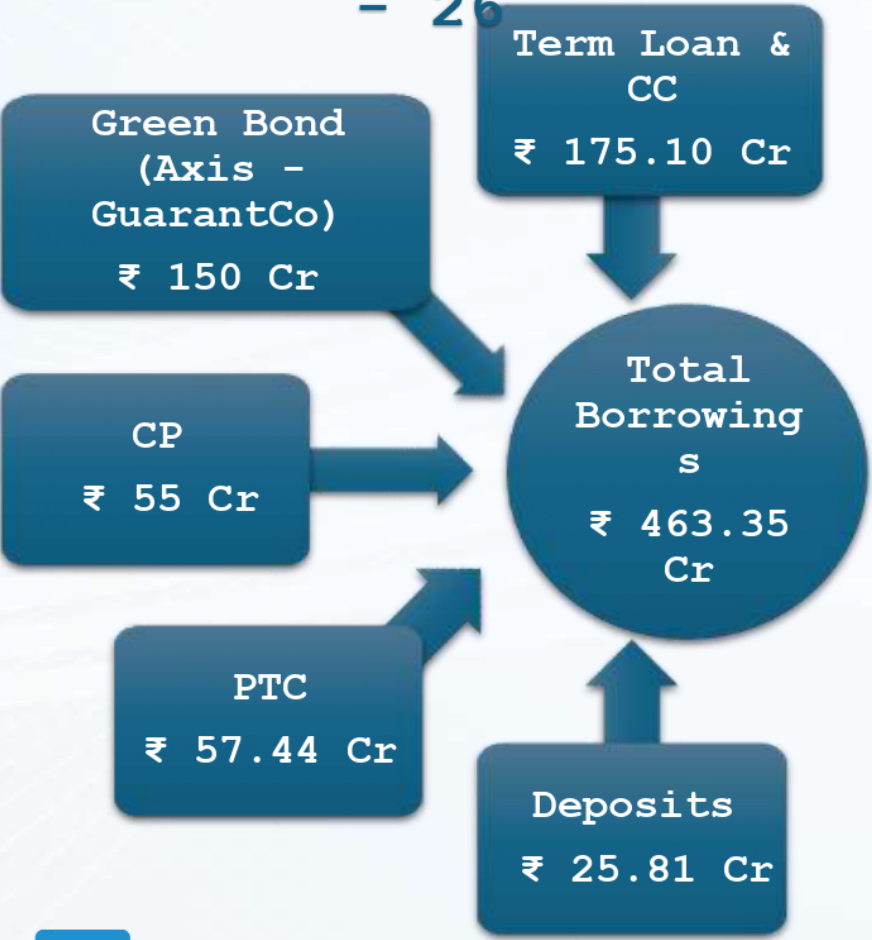 - 26
Term Loan &
CC
₹ 175.10 Cr
Green Bond
(Axis -
GuarantCo)
₹ 150 Cr
Total
Borrowing
s
₹ 463.35
Cr
CP
₹ 55 Cr
PTC
₹ 57.44 Cr
Deposits
₹ 25.81 Cr